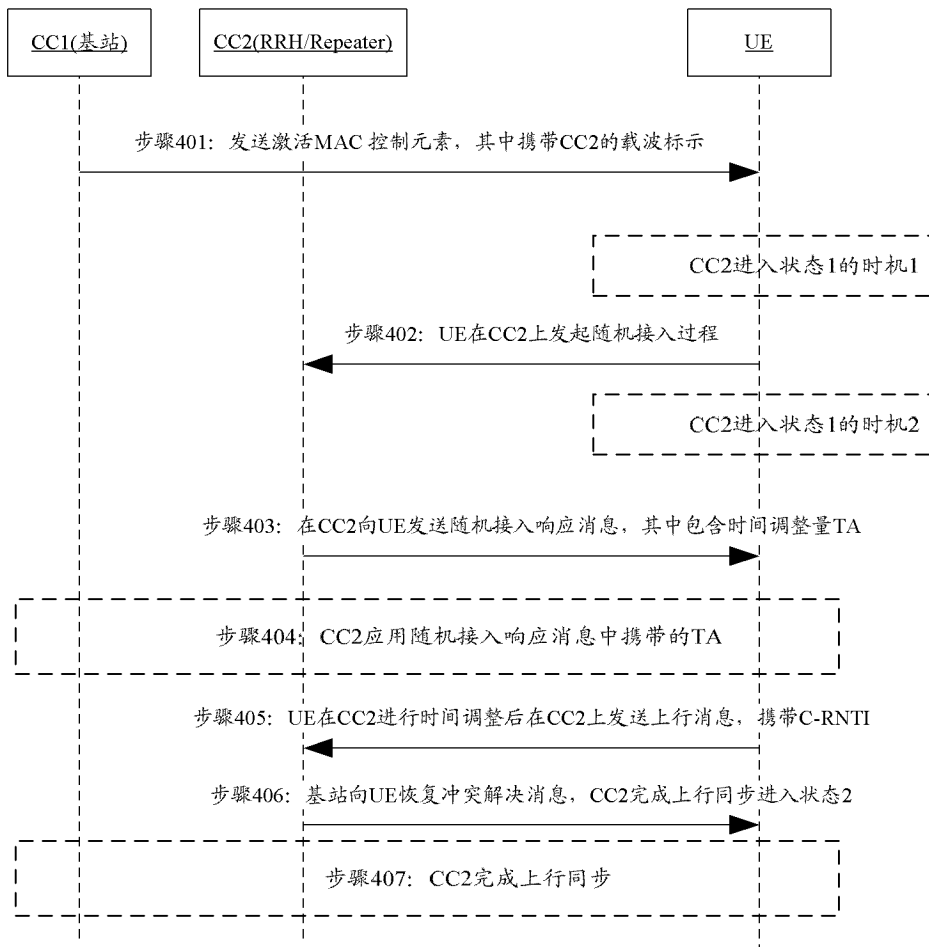 CC1(基站)
CC2(RRH/Repeater)
UE
步骤401：发送激活MAC 控制元素，其中携带CC2的载波标示
CC2进入状态1的时机1
步骤402：UE在CC2上发起随机接入过程
CC2进入状态1的时机2
步骤403：在CC2向UE发送随机接入响应消息，其中包含时间调整量TA
步骤404：CC2应用随机接入响应消息中携带的TA
步骤405：UE在CC2进行时间调整后在CC2上发送上行消息，携带C-RNTI
步骤406：基站向UE恢复冲突解决消息，CC2完成上行同步进入状态2
步骤407：CC2完成上行同步